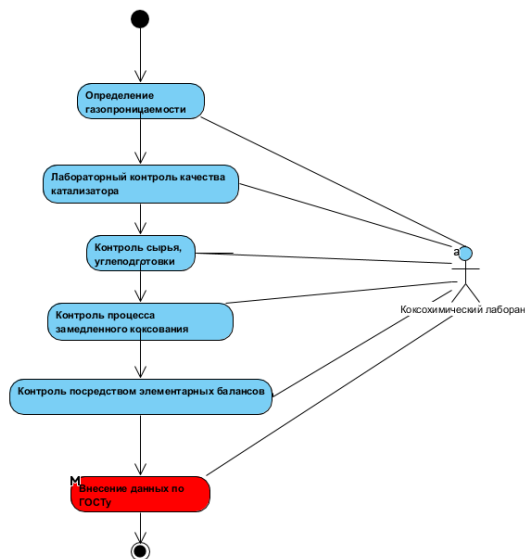 Определение
газопроницаемости
Лабораторный контроль качества
катализатора
Контроль сырья,
углеподготовки
a
Коксохимический лаборан
Контроль процесса
замедленного коксования
Контроль посредством элементарных балансов
M
Внесение данных по
ГОСТу